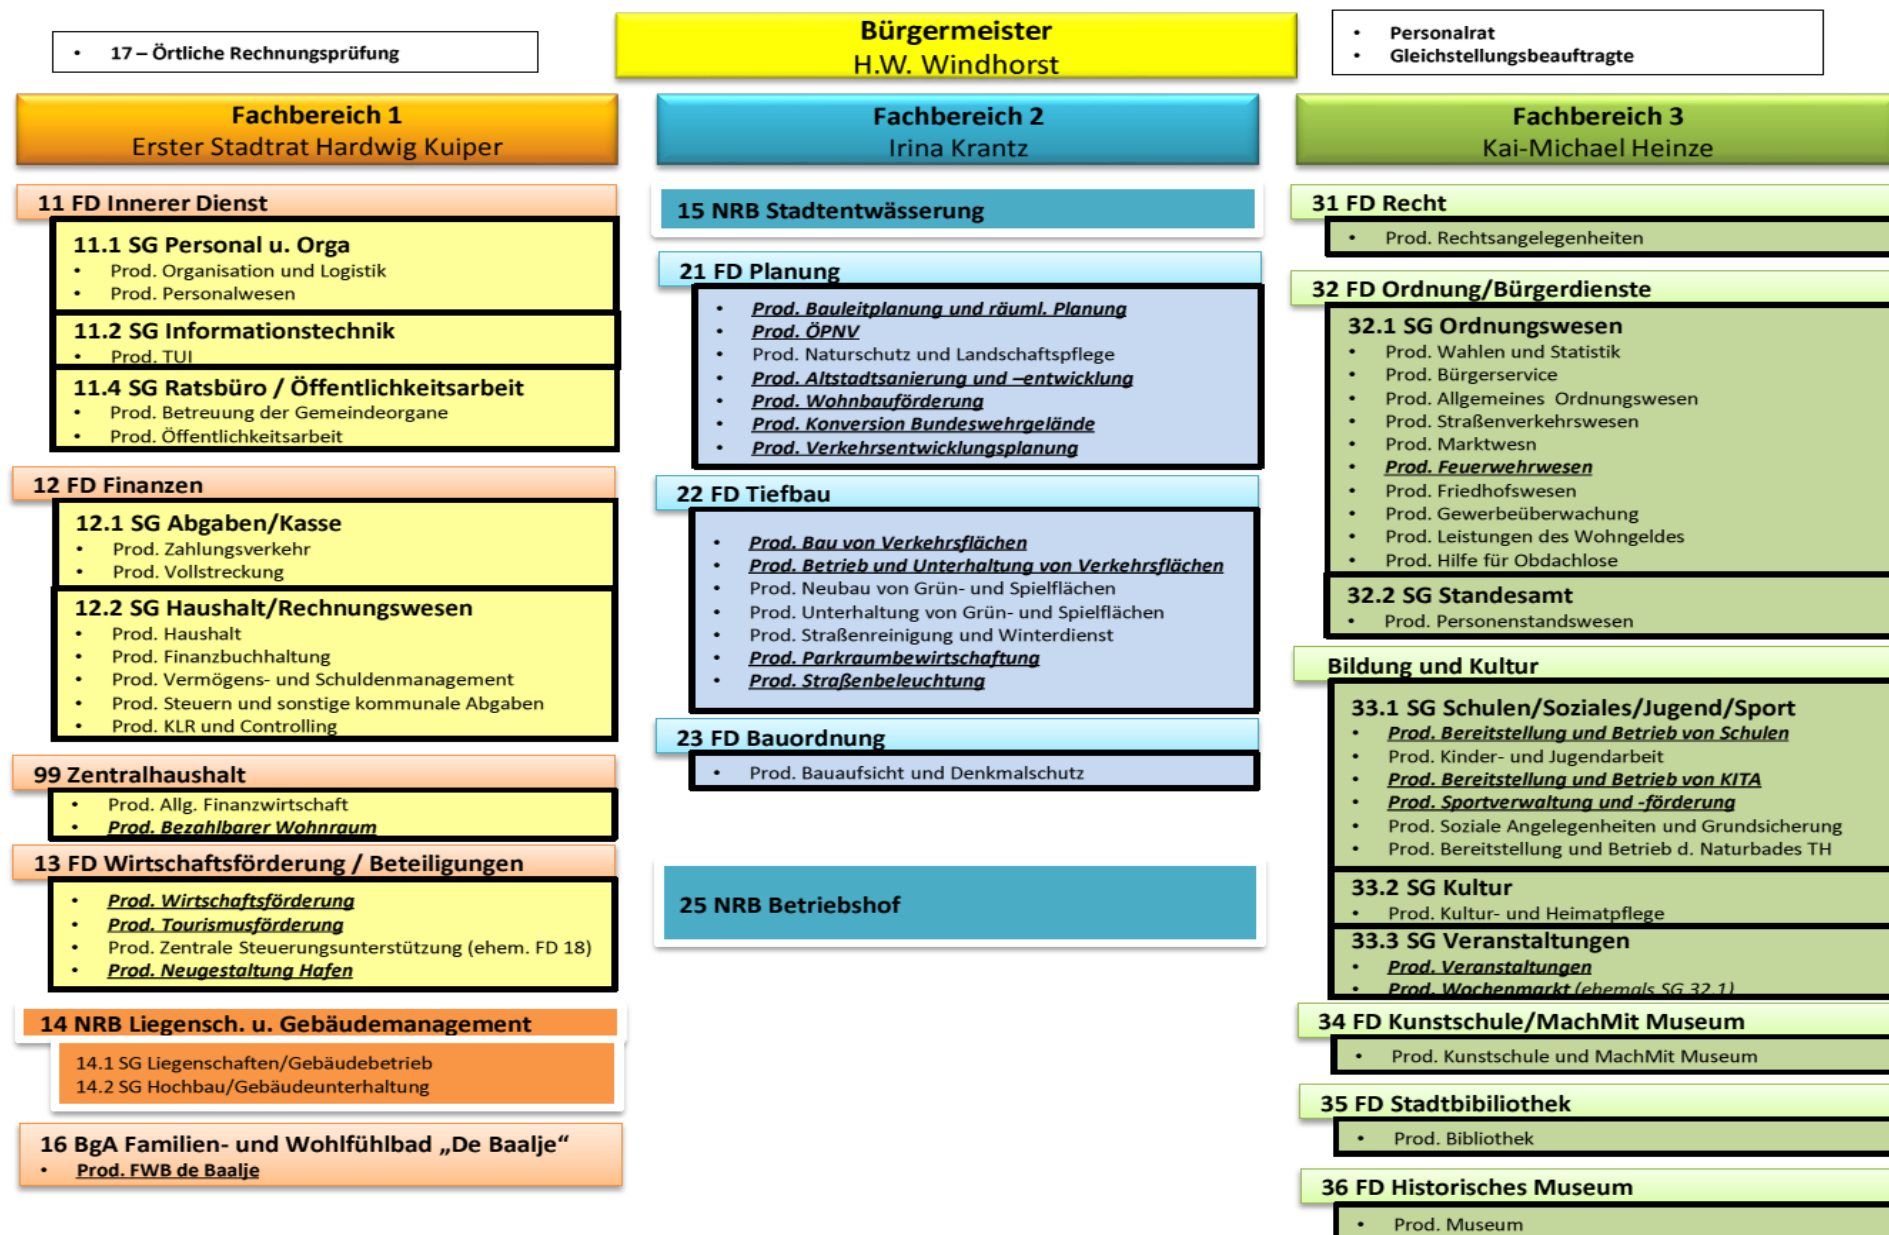 • 17 – Örtliche Rechnungsprüfung
Bürgermeister
H.W. Windhorst
• Personalrat
• Gleichstellungsbeauftragte
Fachbereich 1
Erster Stadtrat Hardwig Kuiper
11 FD Innerer Dienst
11.1 SG Personal u. Orga
• Prod. Organisation und Logistik
• Prod. Personalwesen
11.2 SG Informationstechnik
• Prod. TUI
11.4 SG Ratsbüro / Öffentlichkeitsarbeit
• Prod. Betreuung der Gemeindeorgane
• Prod. Öffentlichkeitsarbeit
12 FD Finanzen
12.1 SG Abgaben/Kasse
• Prod. Zahlungsverkehr
• Prod. Vollstreckung
12.2 SG Haushalt/Rechnungswesen
• Prod. Haushalt
• Prod. Finanzbuchhaltung
• Prod. Vermögens- und Schuldenmanagement
• Prod. Steuern und sonstige kommunale Abgaben
• Prod. KLR und Controlling
99 Zentralhaushalt
• Prod. Allg. Finanzwirtschaft
• Prod. Bezahlbarer Wohnraum
13 FD Wirtschaftsförderung / Beteiligungen
• Prod. Wirtschaftsförderung
• Prod. Tourismusförderung
• Prod. Zentrale Steuerungsunterstützung (ehem. FD 18)
• Prod. Neugestaltung Hafen
14 NRB Liegensch. u. Gebäudemanagement
14.1 SG Liegenschaften/Gebäudebetrieb
14.2 SG Hochbau/Gebäudeunterhaltung
16 BgA Familien- und Wohlfühlbad „De Baalje“
• Prod. FWB de Baalje
Fachbereich 2
Irina Krantz
15 NRB Stadtentwässerung
21 FD Planung
• Prod. Bauleitplanung und räuml. Planung
• Prod. ÖPNV
• Prod. Naturschutz und Landschaftspflege
• Prod. Altstadtsanierung und –entwicklung
• Prod. Wohnbauförderung
• Prod. Konversion Bundeswehrgelände
• Prod. Verkehrsentwicklungsplanung
22 FD Tiefbau
• Prod. Bau von Verkehrsflächen
• Prod. Betrieb und Unterhaltung von Verkehrsflächen
• Prod. Neubau von Grün- und Spielflächen
• Prod. Unterhaltung von Grün- und Spielflächen
• Prod. Straßenreinigung und Winterdienst
• Prod. Parkraumbewirtschaftung
• Prod. Straßenbeleuchtung
23 FD Bauordnung
• Prod. Bauaufsicht und Denkmalschutz
25 NRB Betriebshof
Fachbereich 3
Kai-Michael Heinze
31 FD Recht
• Prod. Rechtsangelegenheiten
32 FD Ordnung/Bürgerdienste
32.1 SG Ordnungswesen
• Prod. Wahlen und Statistik
• Prod. Bürgerservice
• Prod. Allgemeines Ordnungswesen
• Prod. Straßenverkehrswesen
• Prod. Marktwesn
• Prod. Feuerwehrwesen
• Prod. Friedhofswesen
• Prod. Gewerbeüberwachung
• Prod. Leistungen des Wohngeldes
• Prod. Hilfe für Obdachlose
32.2 SG Standesamt
• Prod. Personenstandswesen
Bildung und Kultur
33.1 SG Schulen/Soziales/Jugend/Sport
• Prod. Bereitstellung und Betrieb von Schulen
• Prod. Kinder- und Jugendarbeit
• Prod. Bereitstellung und Betrieb von KITA
• Prod. Sportverwaltung und -förderung
• Prod. Soziale Angelegenheiten und Grundsicherung
• Prod. Bereitstellung und Betrieb d. Naturbades TH
33.2 SG Kultur
• Prod. Kultur- und Heimatpflege
33.3 SG Veranstaltungen
• Prod. Veranstaltungen
• Prod. Wochenmarkt (ehemals SG 32.1)
34 FD Kunstschule/MachMit Museum
• Prod. Kunstschule und MachMit Museum
35 FD Stadtbibiliothek
• Prod. Bibliothek
36 FD Historisches Museum
• Prod. Museum